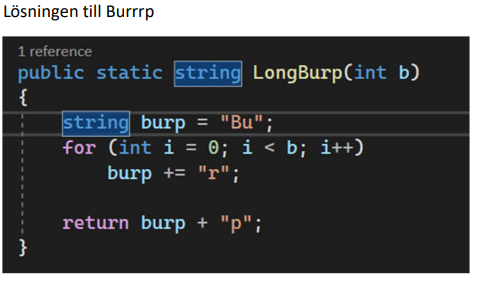 Lösningen till Burrrp
1 reference
public static string LongBurp(int b)
{
string burp = "Bu";
for (int i = 0; i < b; i++)
burp += "r";
return burp + "p";
}